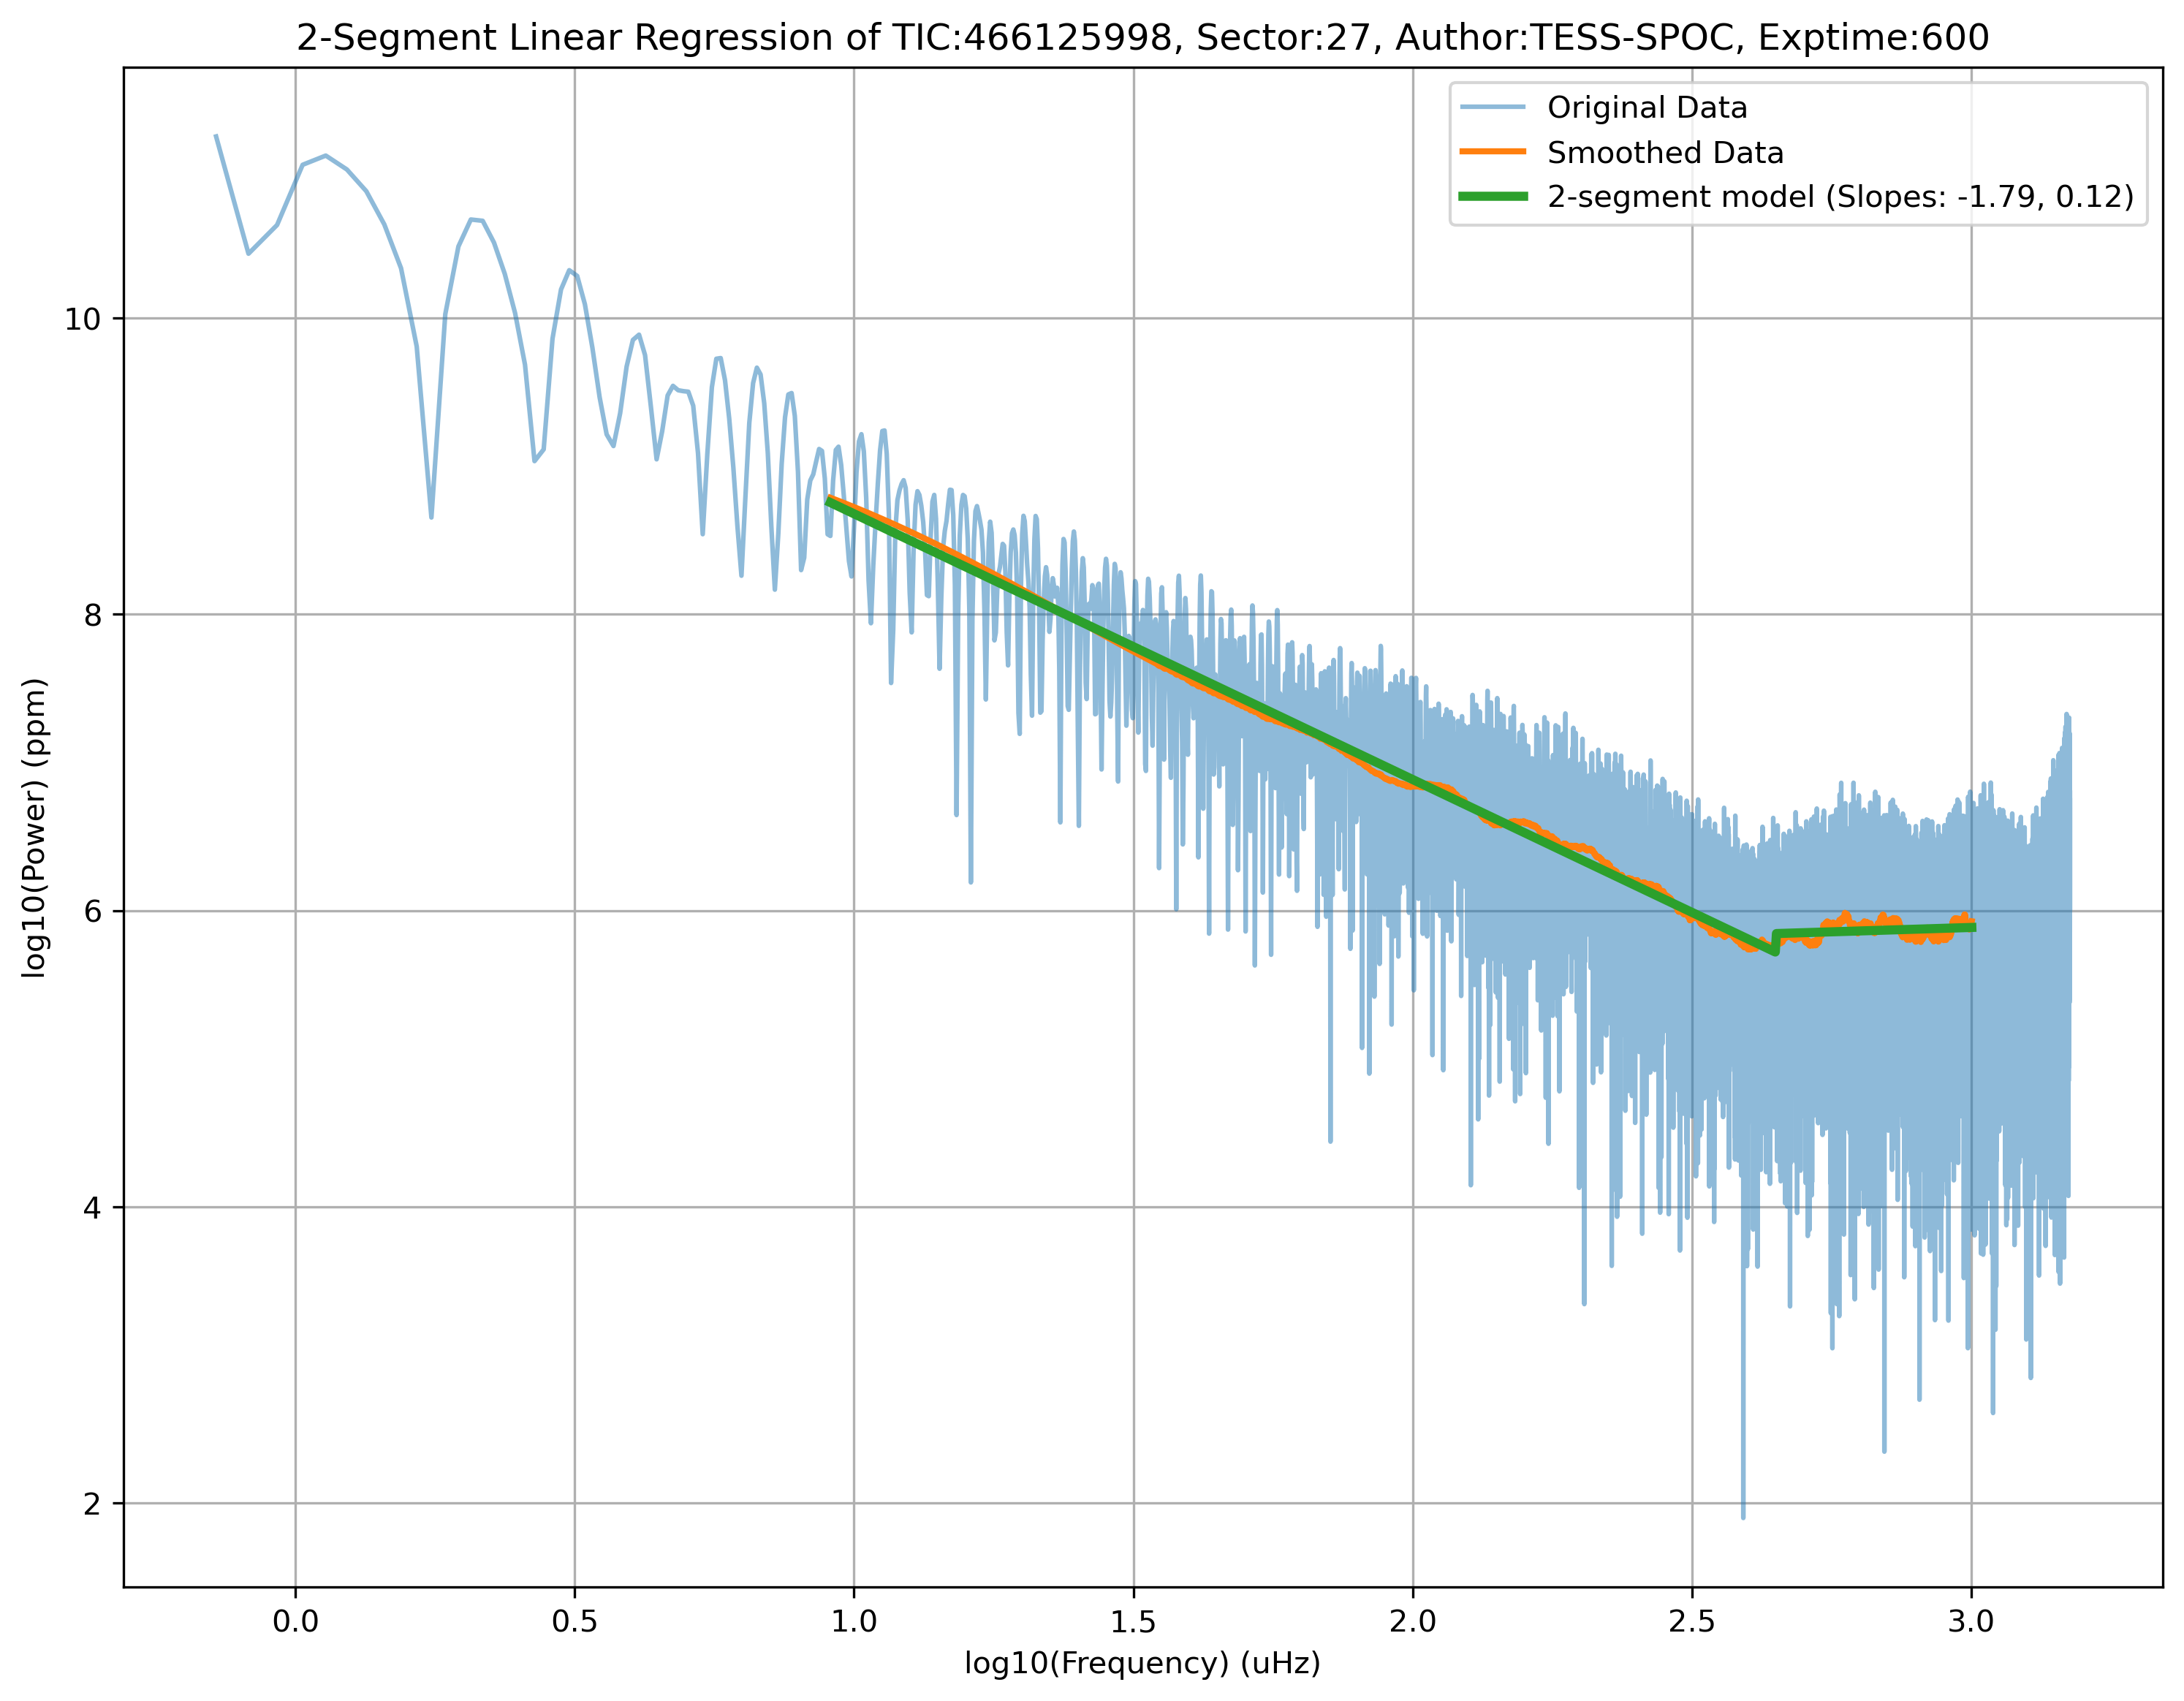 2-Segment Linear Regression of TIC:466125998, Sector:27, Author:TESS-SPOC, Exptime:600
Original Data
Smoothed Data
2-segment model (Slopes: -1.79, 0.12)
log10(Power) (ppm)
10
8
6
4
2
0.0 0.5 1.0 1.5 2.0 2.5 3.0
log10(Frequency) (uHz)